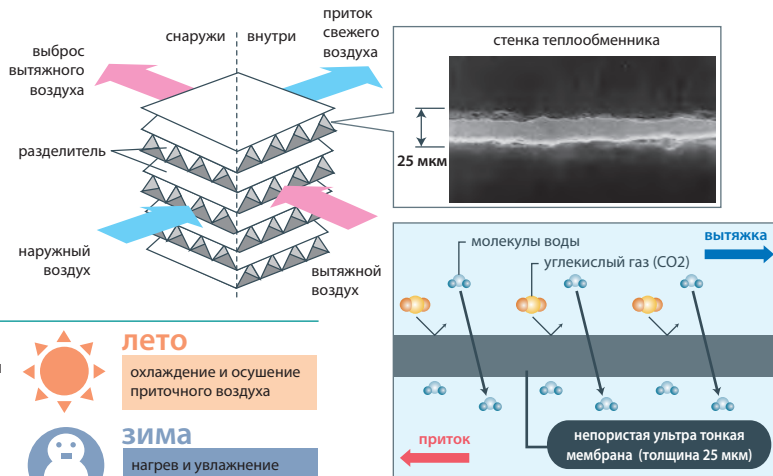 снаружи
внутри
приток
свежего
воздуха
выброс
вытяжного
воздуха
разделитель
наружный
воздух
вытяжной
воздух
стенка теплообменника
25 мкм
молекулы воды
углекислый газ (CO2)
вытяжка
приток
непористая ультра тонкая
мембрана (толщина 25 мкм)
лето
охлаждение и осушение
приточного воздуха
зима
нагрев и увлажнение